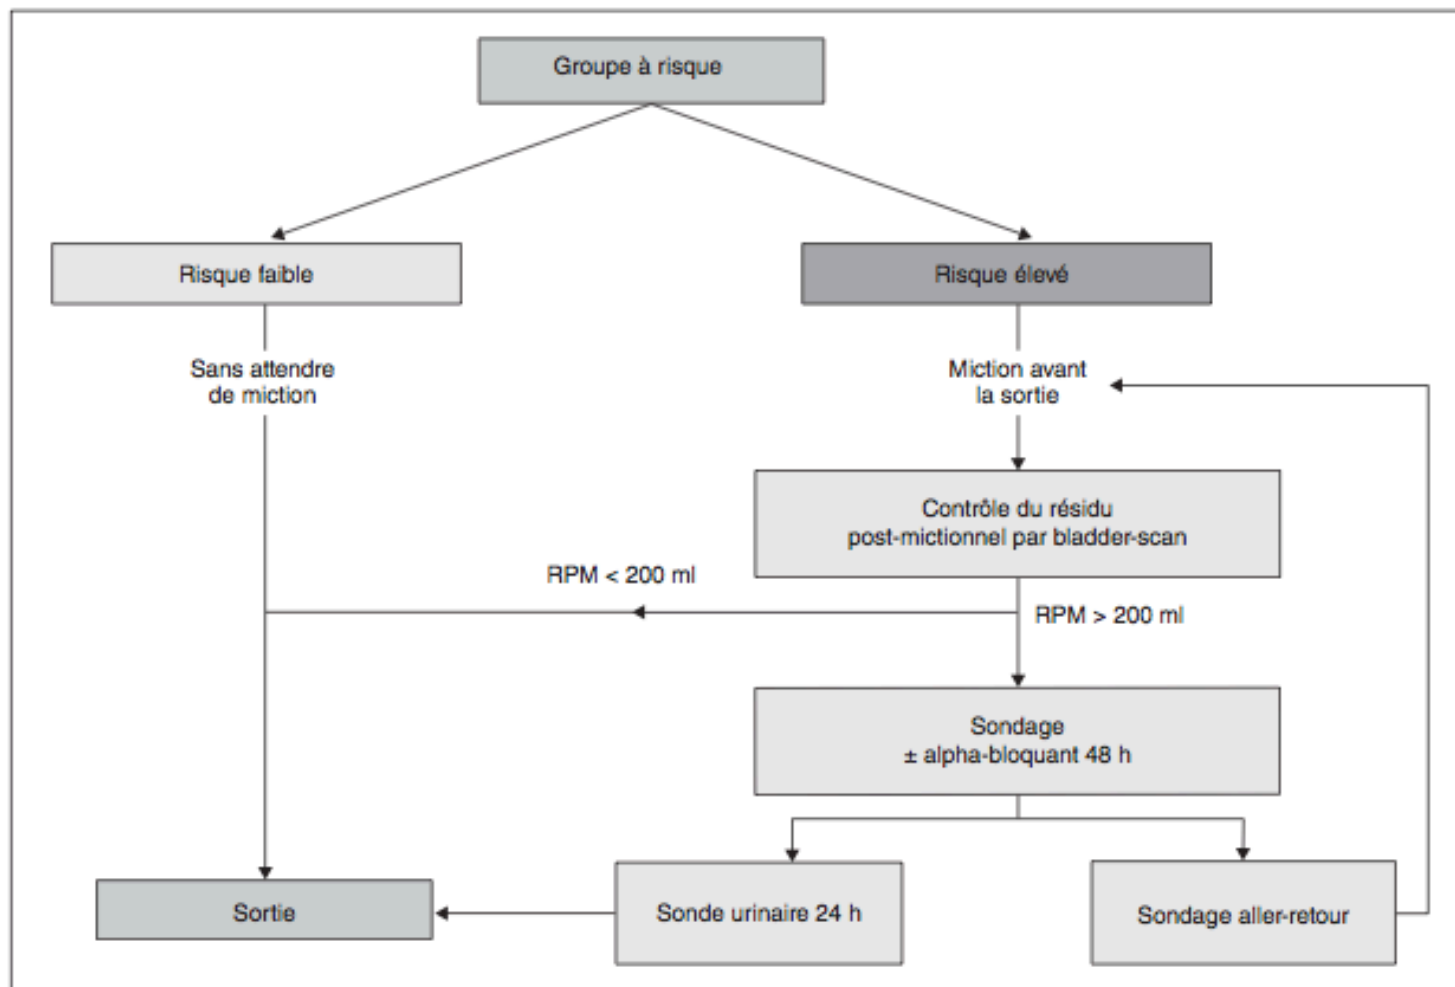 Groupe à risque
Risque faible
Risque élevé
Sans attendre
de miction
Miction avant
la sortie
Contrôle du résidu
post-mictionnel par bladder-scan
RPM < 200 ml
RPM > 200 ml
Sondage
± alpha-bloquant 48 h
Sortie
Sonde urinaire 24 h
Sondage aller-retour